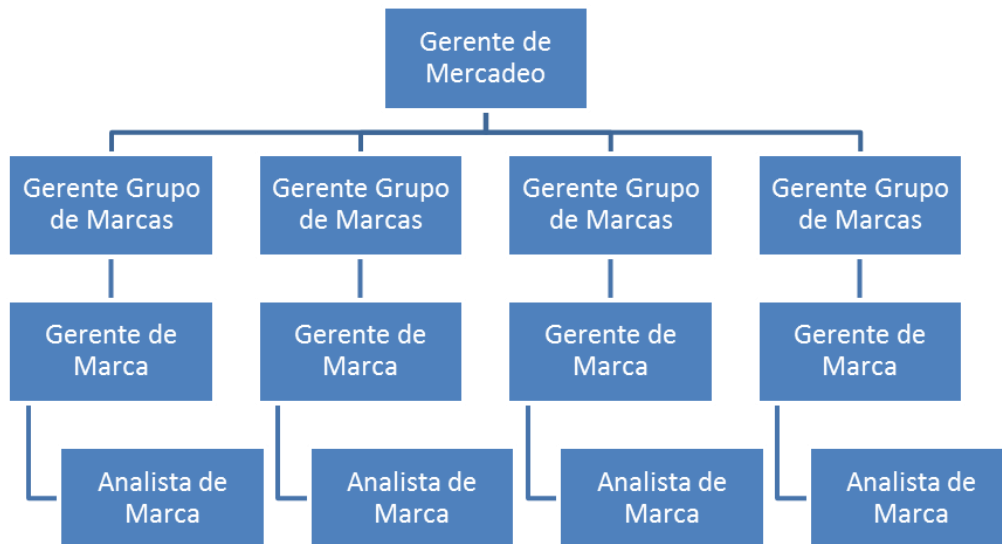 Gerente de
Mercadeo
Gerente Grupo
de Marcas
Gerente Grupo
de Marcas
Gerente Grupo
de Marcas
Gerente Grupo
de Marcas
Gerente de
Marca
Gerente de
Marca
Gerente de
Marca
Gerente de
Marca
Analista de
Marca
Analista de
Marca
Analista de
Marca
Analista de
Marca